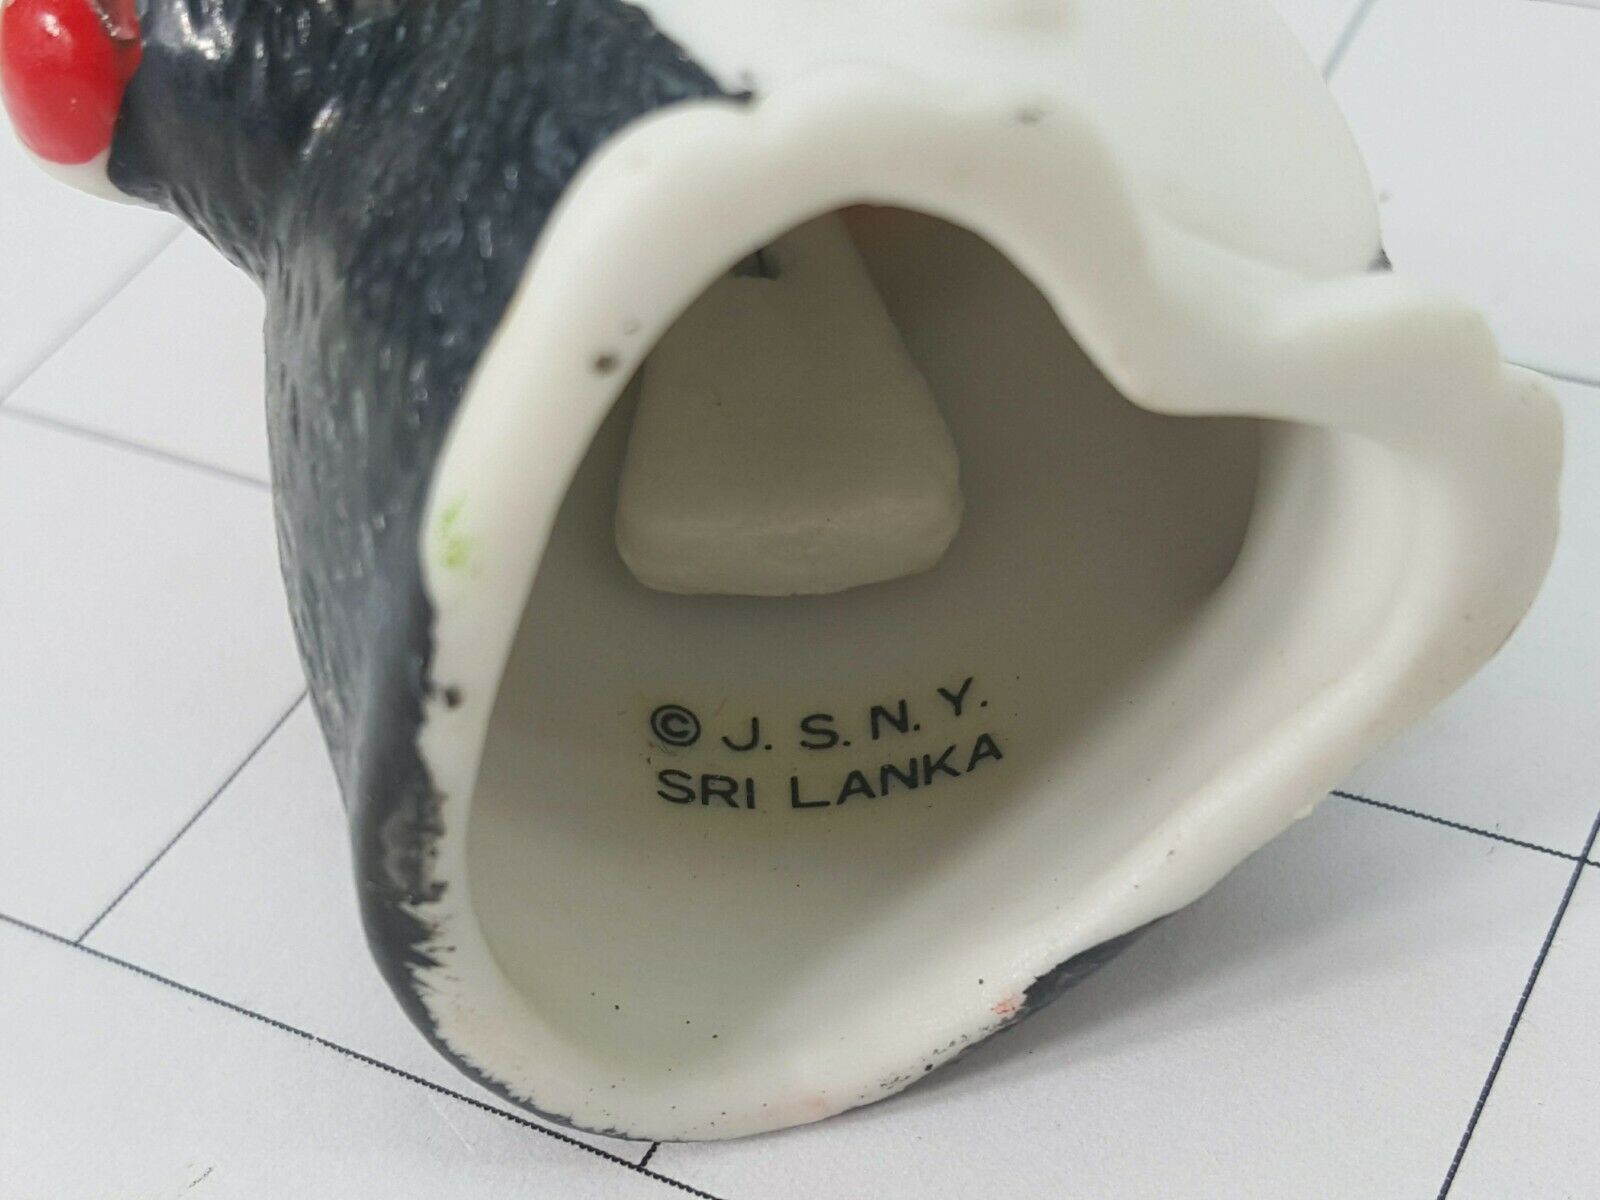 © J. S. N. Y.
SRI LANKA